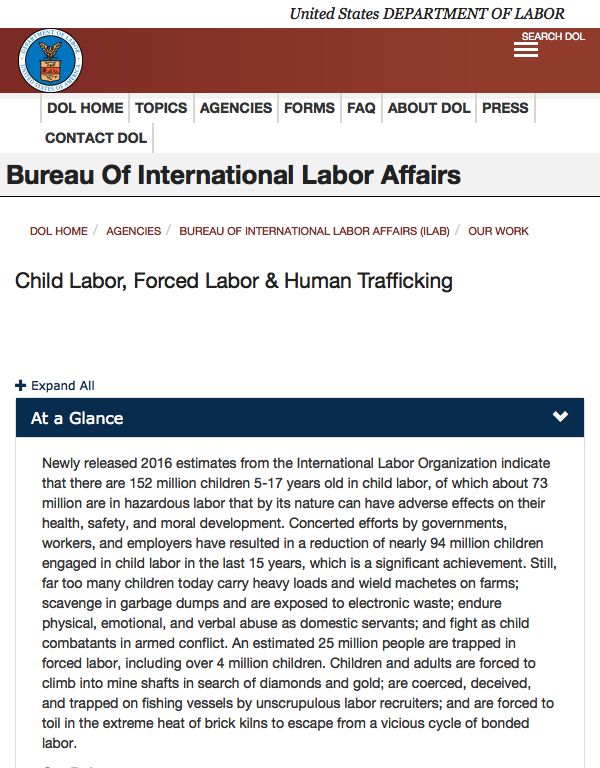 United States DEPARTMENT OF LABOR
SEARCH DOL
DEPARTMENT OF LABOR
UNITED STATES OF AMERICA
DOL HOME TOPICS AGENCIES FORMS FAQ ABOUT DOL PRESS
CONTACT DOL
Bureau Of International Labor Affairs
DOL HOME / AGENCIES / BUREAU OF INTERNATIONAL LABOR AFFAIRS (ILAB) / OUR WORK
Child Labor, Forced Labor & Human Trafficking
Expand All
At a Glance
Newly released 2016 estimates from the International Labor Organization indicate
that there are 152 million children 5-17 years old in child labor, of which about 73
million are in hazardous labor that by its nature can have adverse effects on their
health, safety, and moral development. Concerted efforts by governments,
workers, and employers have resulted in a reduction of nearly 94 million children
engaged in child labor in the last 15 years, which is a significant achievement. Still,
far too many children today carry heavy loads and wield machetes on farms;
scavenge in garbage dumps and are exposed to electronic waste; endure
physical, emotional, and verbal abuse as domestic servants; and fight as child
combatants in armed conflict. An estimated 25 million people are trapped in
forced labor, including over 4 million children. Children and adults are forced to
climb into mine shafts in search of diamonds and gold; are coerced, deceived,
and trapped on fishing vessels by unscrupulous labor recruiters; and are forced to
toil in the extreme heat of brick kilns to escape from a vicious cycle of bonded
labor.